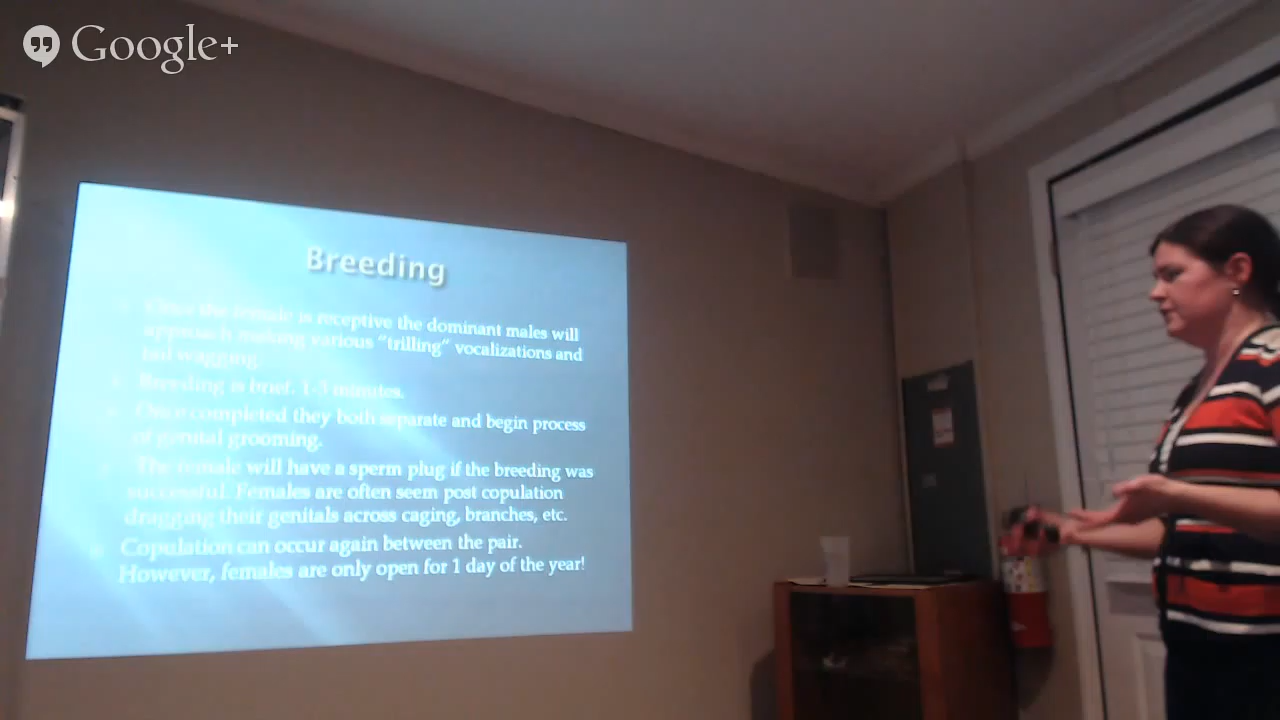 Google+
Breeding
Once the female is receptive the dominant males will
approach making various "trilling" vocalizations and
tail wagging.
Breeding is brief. 1-3 minutes.
Once completed they both separate and begin process
of genital grooming.
The female will have a sperm plug if the breeding was
successful. Females are often seem post copulation
dragging their genitals across caging, branches, etc.
Copulation can occur again between the pair.
However, females are only open for 1 day of the year!